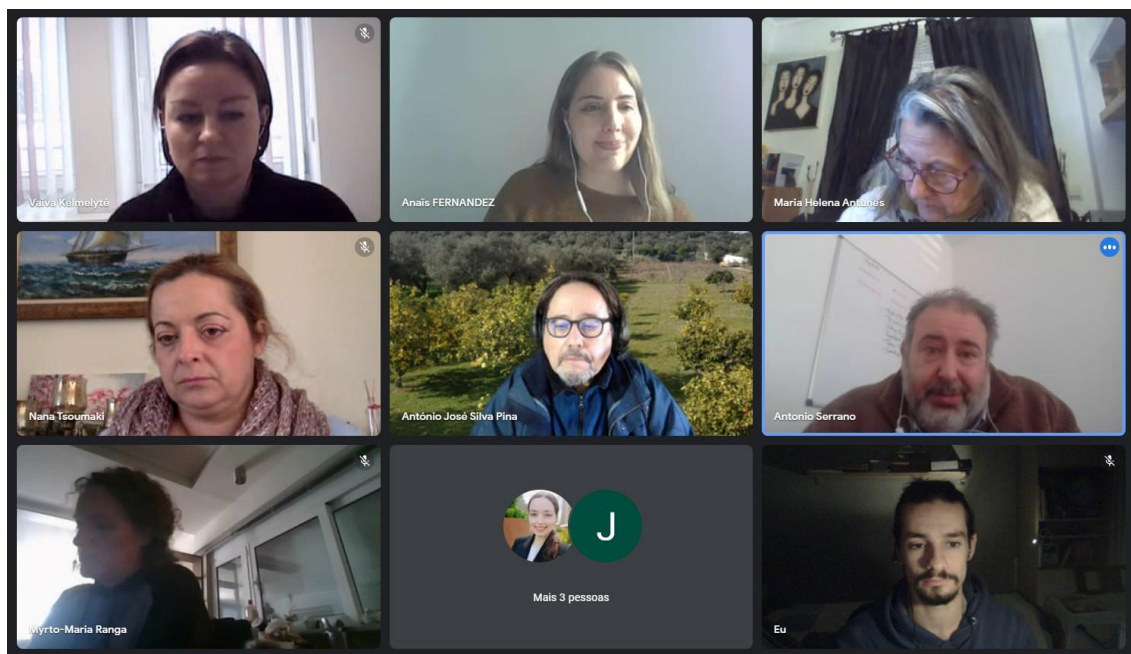 Vaiva Kelmelytė
Anaïs FERNANDEZ
Maria Helena Antunes
Nana Tsoumaki
António José Silva Pina
Antonio Serrano
Myrto-Maria Ranga
J
Mais 3 pessoas
Eu